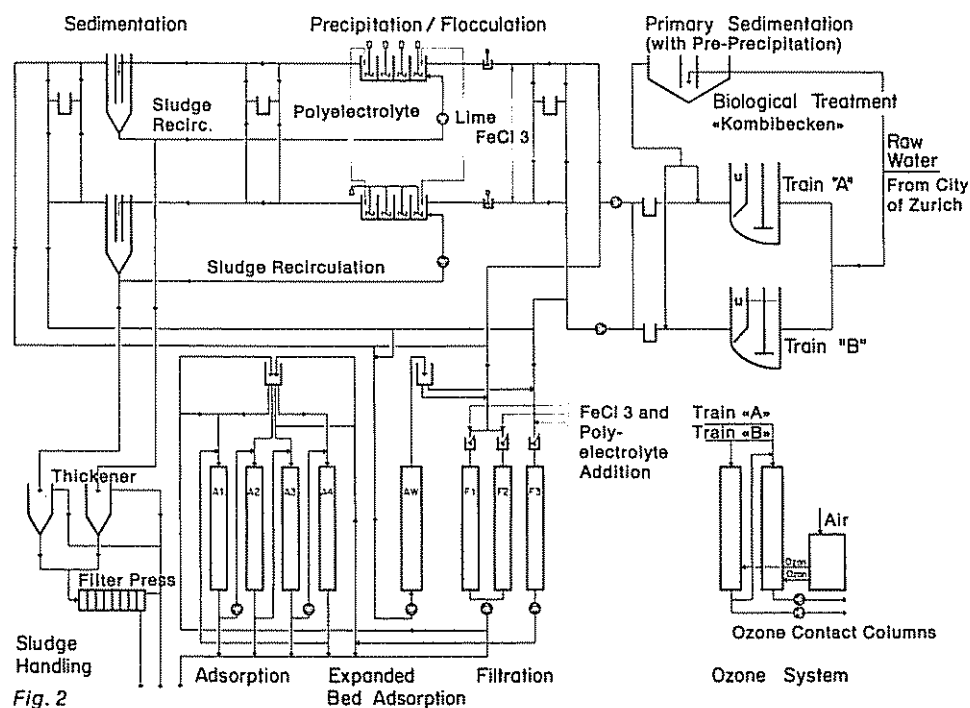 Sedimentation
Precipitation / Flocculation
Primary Sedimentation
(with Pre-Precipitation)
Sludge
Recirc.
Polyelectrolyte
Lime
FeCl 3
Biological Treatment
«Kombibecken»
Raw
Water
From City
of Zurich
u
Train "A"
Sludge Recirculation
u
Train "B"
FeCl 3 and
Poly-
electrolyte
Addition
Train «A»
Train «B»
Thickener
A1
A2
A3
A4
AW
F1
F2
F3
Air
Ozon
Ozon
Filter Press
Ozone Contact Columns
Sludge
Handling
Adsorption
Expanded
Bed Adsorption
Filtration
Ozone System
Fig. 2